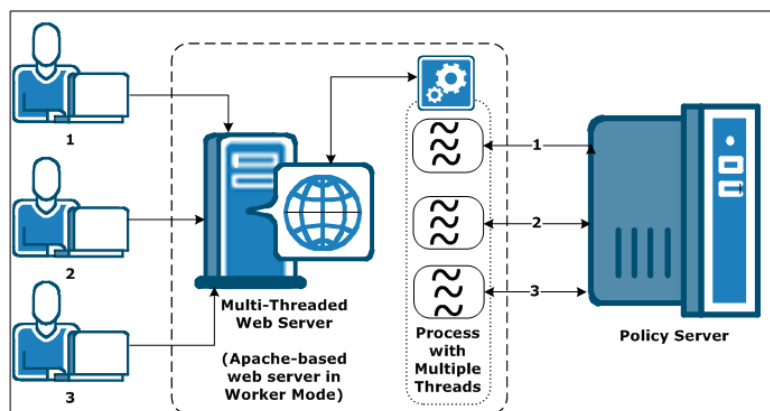 1
2
3
Multi-Threaded
Web Server
(Apache-based
web server in
Worker Mode)
1
2
3
Process
with
Multiple
Threads
Policy Server